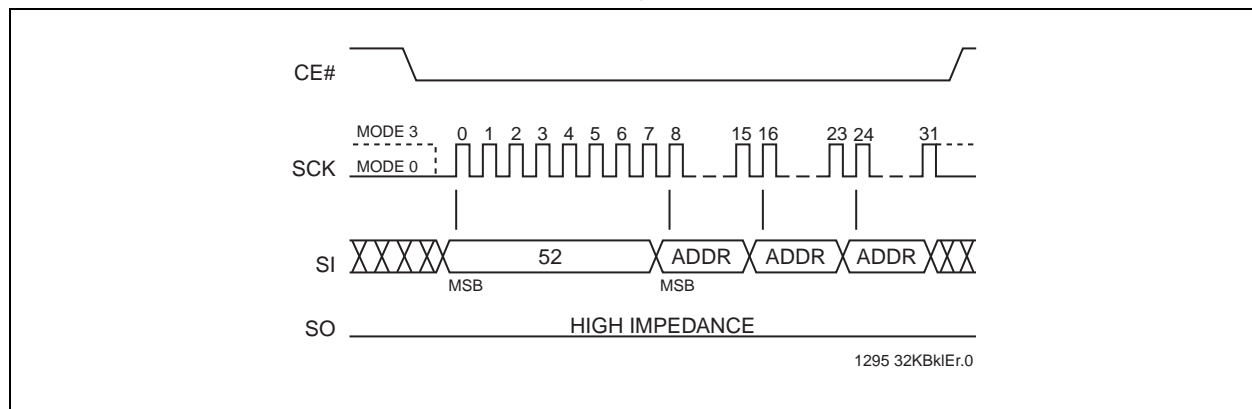 CE#
MODE 3
0 1 2 3 4 5 6 7 8 15 16 23 24 31
SCK
MODE 0
SI
52
ADDR
ADDR
ADDR
MSB
MSB
SO
HIGH IMPEDANCE
1295 32KBklEr.0